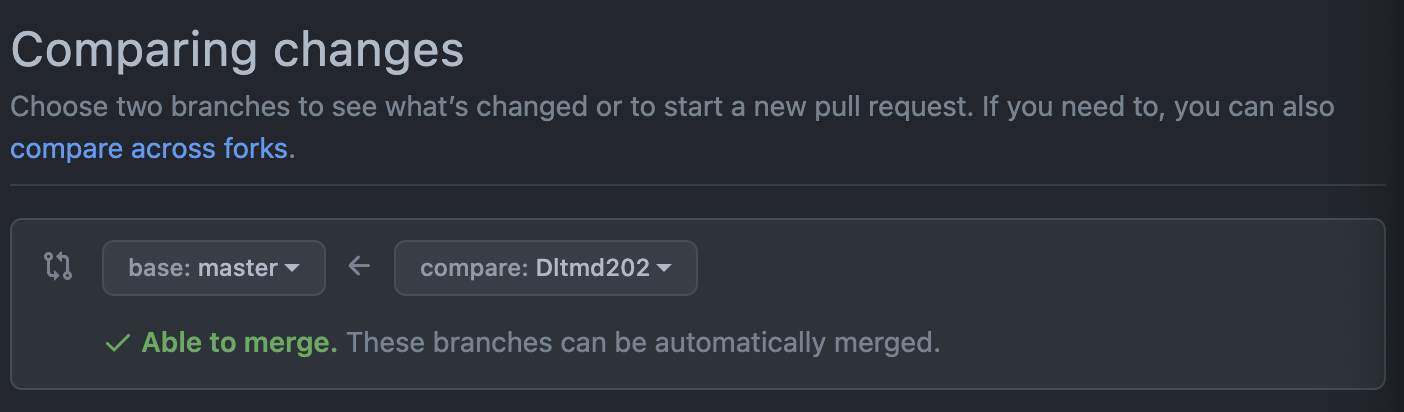 Comparing changes
Choose two branches to see what’s changed or to start a new pull request. If you need to, you can also
compare across forks.
base: master compare: Dltmd202
Able to merge. These branches can be automatically merged.